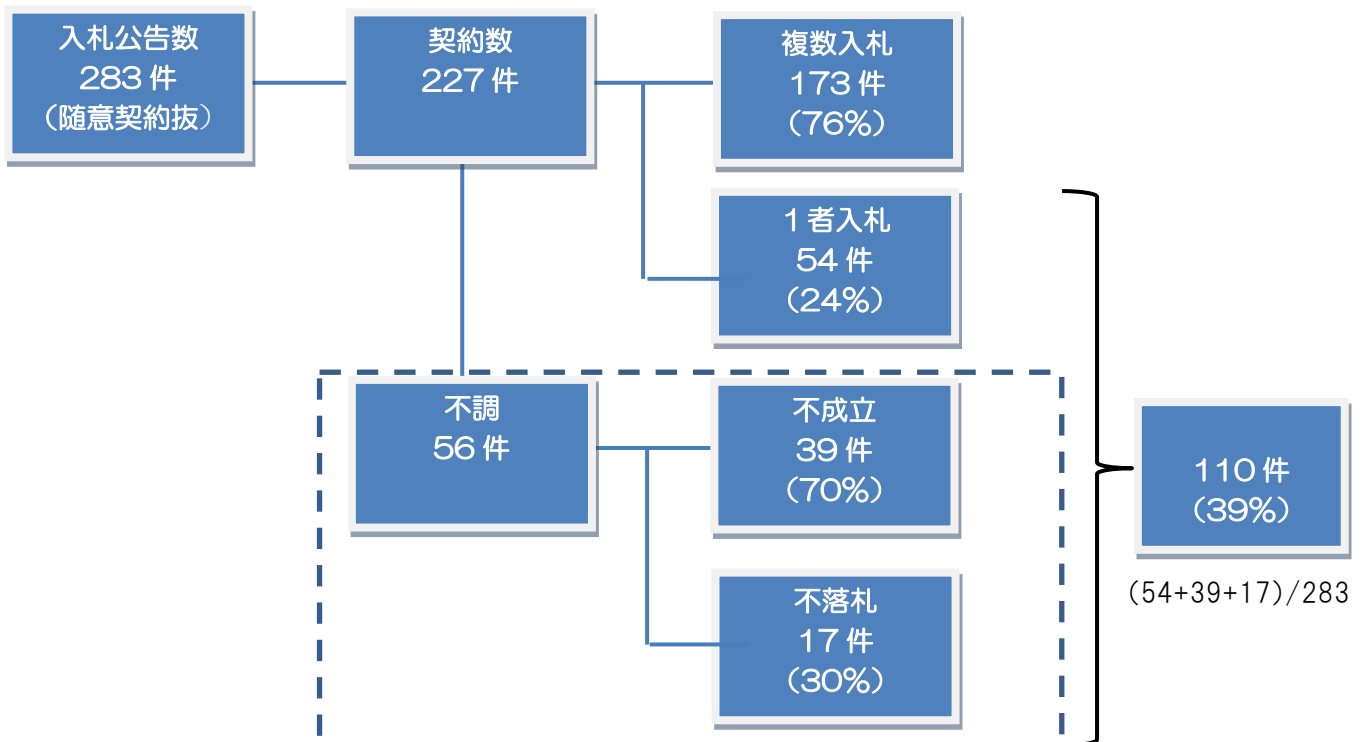 入札公告数
283 件
（随意契約抜）
契約数
227 件
複数入札
173 件
（76％）
１者入札
54 件
（24％）
不調
56 件
不成立
39 件
（70％）
不落札
17 件
（30％）
110 件
（39％）
(54+39+17)/283